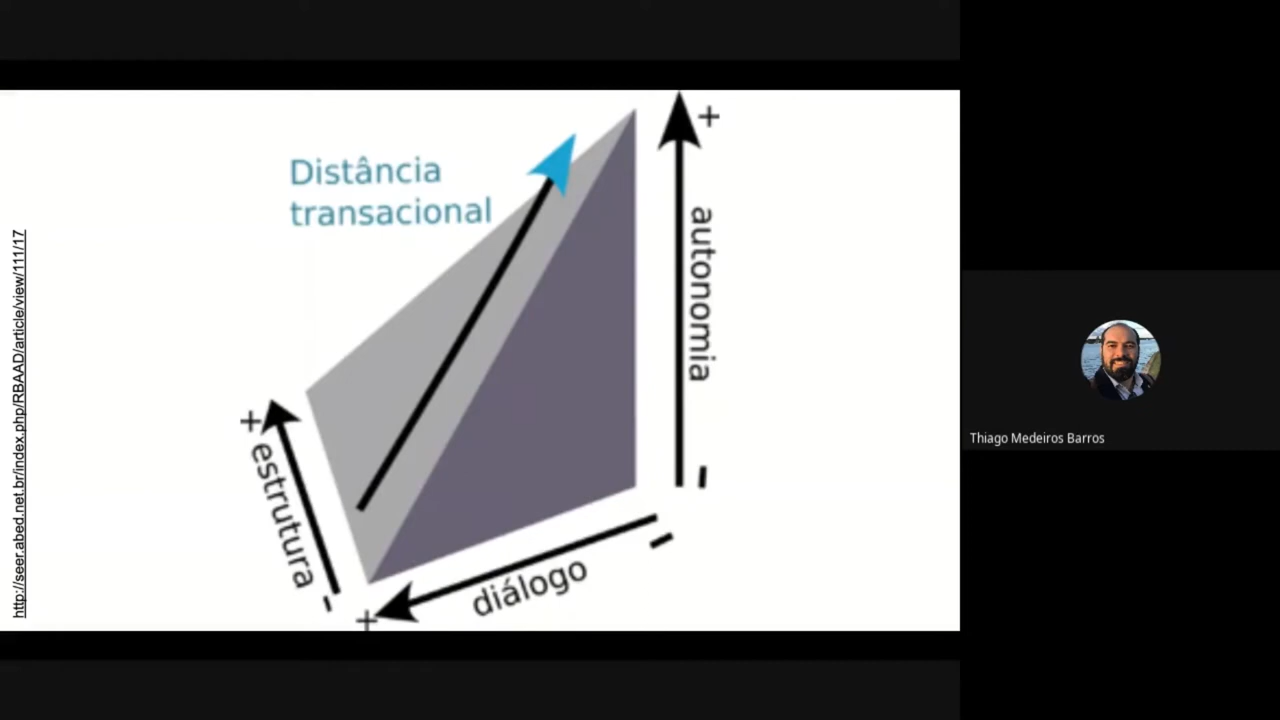 http://seer.abed.net.br/index.php/RBAAD/article/view/111/17
Distância
transacional
+
autonomia
-
+
estrutura
-
-
diálogo
+
Thiago Medeiros Barros